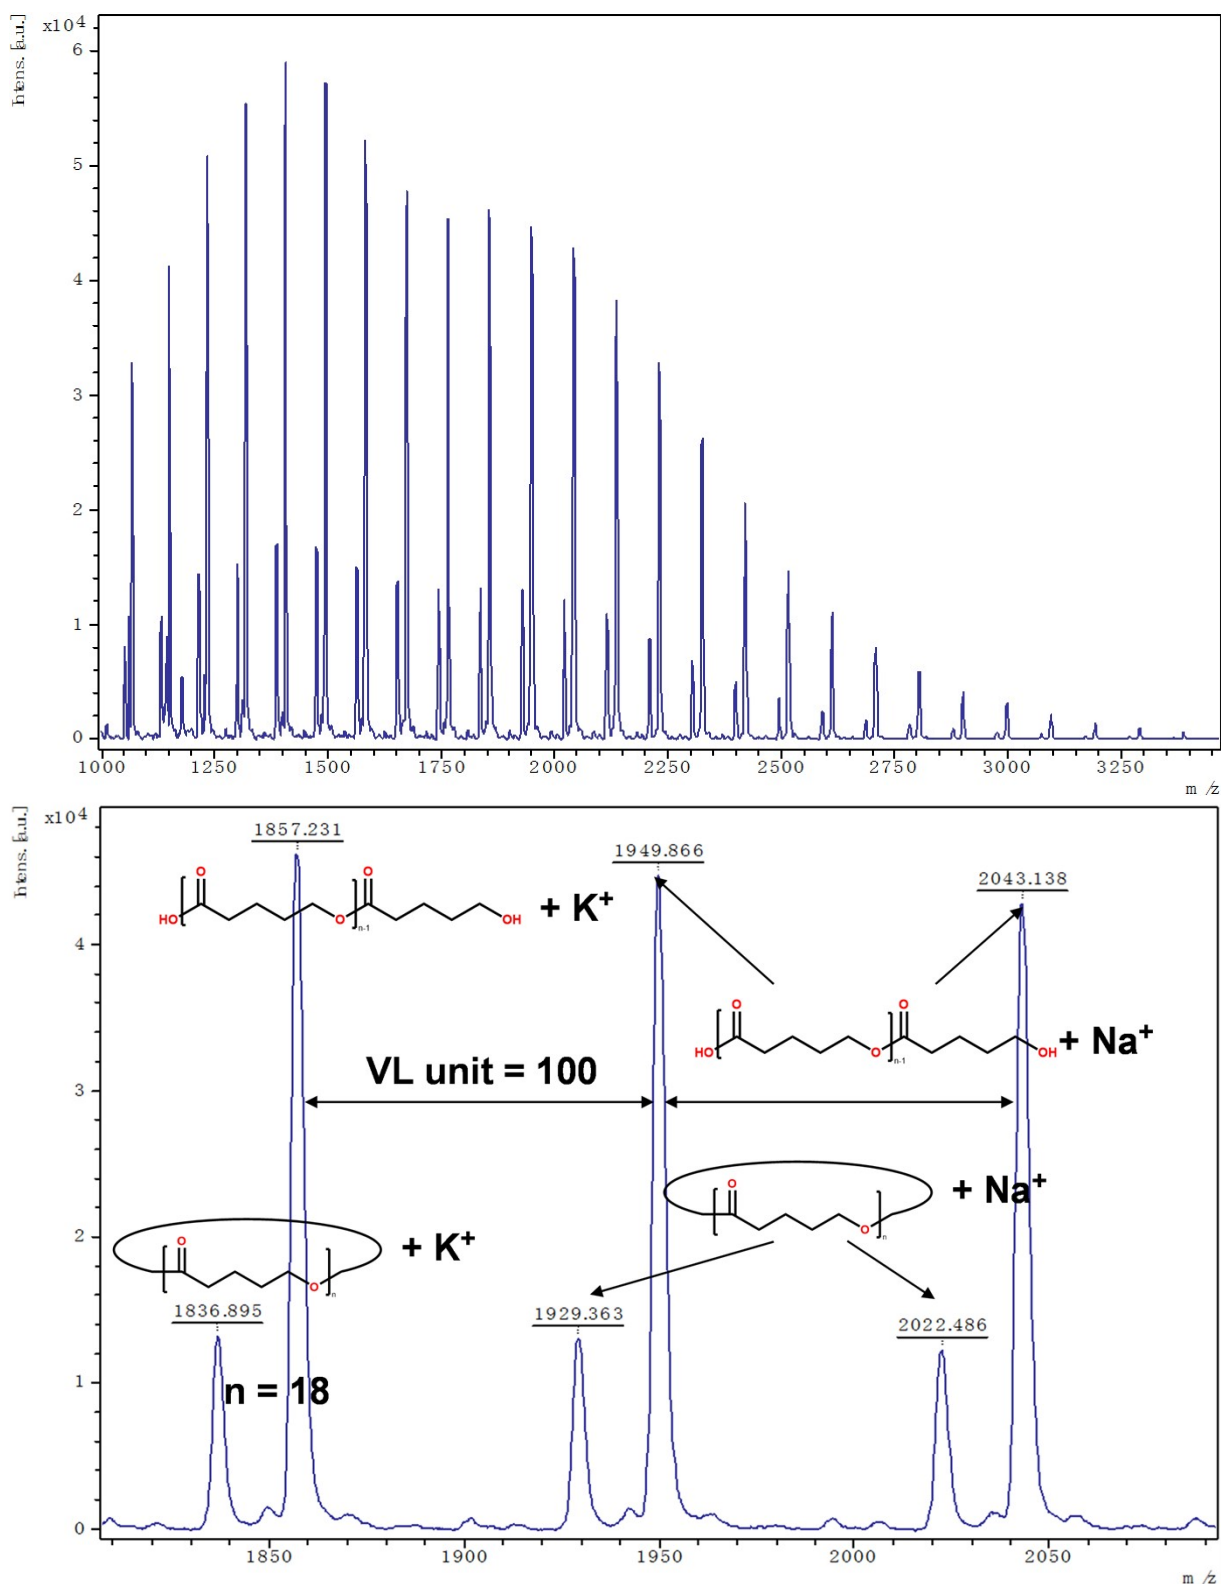 Intens. [a.u.]
x10⁴
6
5
4
3
2
1
0
1000 1250 1500 1750 2000 2250 2500 2750 3000 3250
m/z
Intens. [a.u.]
x10⁴
1857.231
1949.866
2043.138
O O
HO [ O ]n-1 OH + K⁺
4
O O
HO [ O ]n-1 OH + Na⁺
VL unit = 100
3
O
[ O ]n + Na⁺
2
O
[ O ]n + K⁺
1836.895
1929.363
2022.486
n = 18
1
0
1850 1900 1950 2000 2050
m/z